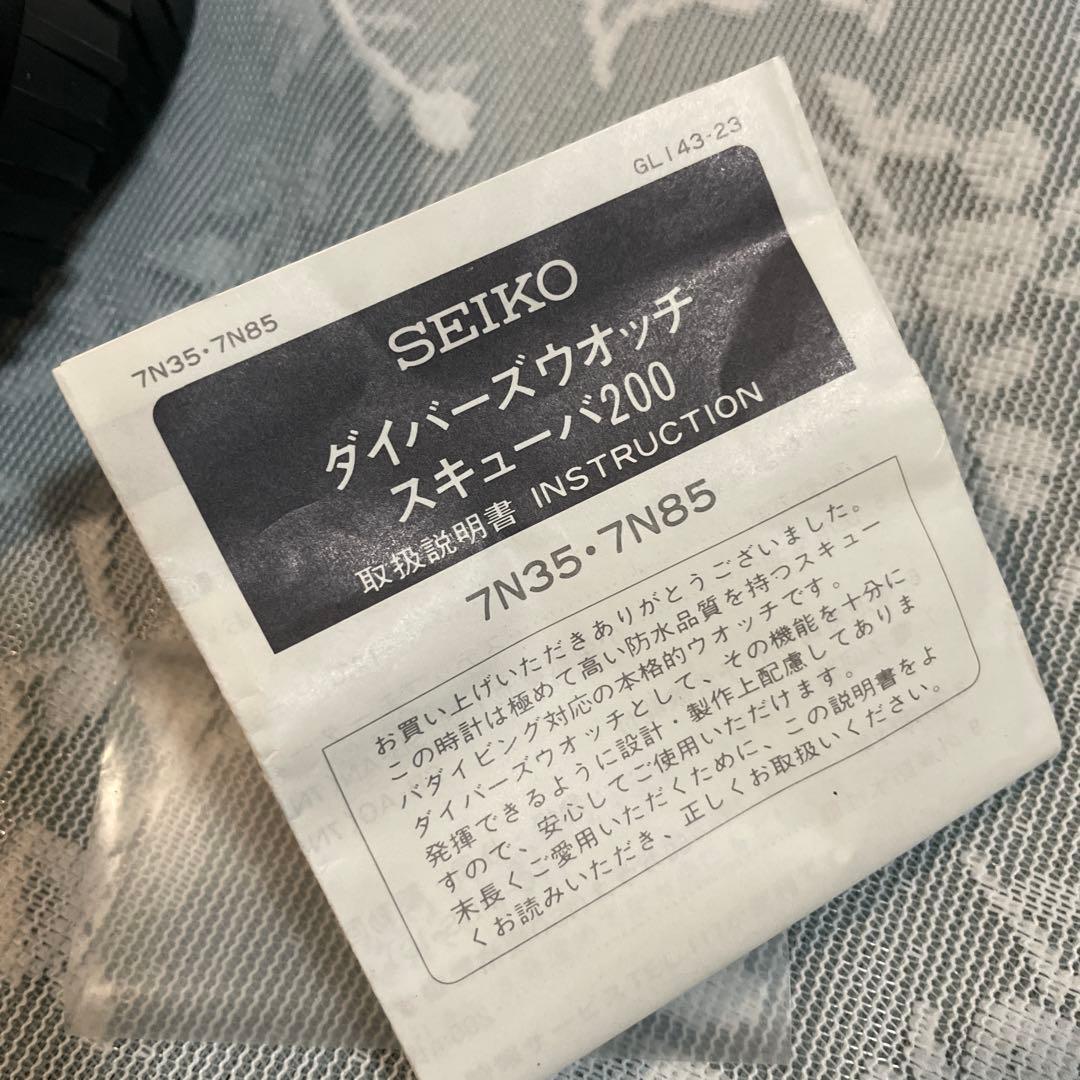 GL143-23
7N35・7N85
SEIKO
ダイバーズウオッチ
スキューバ200
取扱説明書 INSTRUCTION
7N35・7N85
お買い上げいただきありがとうございました。
この時計は極めて高い防水品質を持つスキュー
バダイビング対応の本格的ウオッチです。
ダイバーズウオッチとして、その機能を十分に
発揮できるように設計・製作上配慮してありま
すので、安心してご使用いただけます。
末長くご愛用いただくために、この説明書をよ
くお読みいただき、正しくお取扱いください。